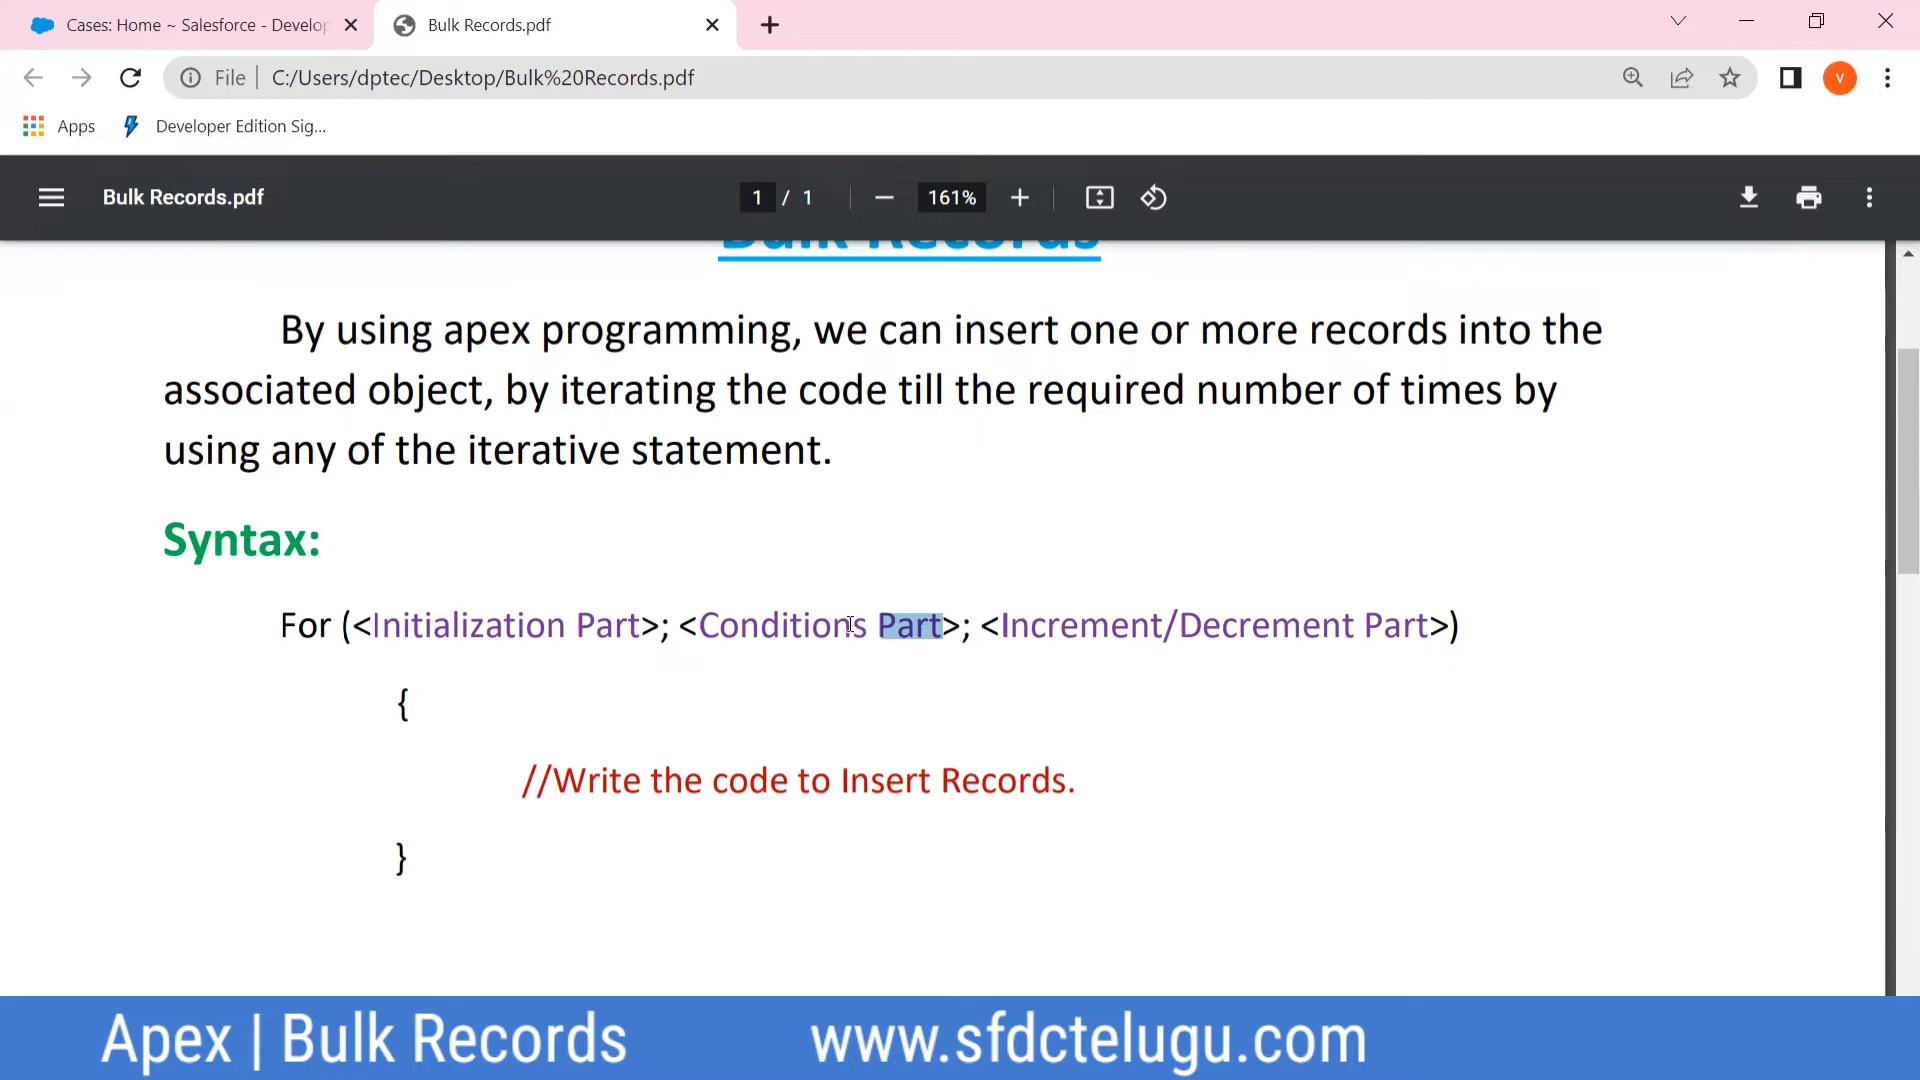 Cases: Home ~ Salesforce - Develop
Bulk Records.pdf
File
C:/Users/dptec/Desktop/Bulk%20Records.pdf
V
Apps
Developer Edition Sig...
Bulk Records.pdf
1 / 1
161%
Bulk Records
By using apex programming, we can insert one or more records into the
associated object, by iterating the code till the required number of times by
using any of the iterative statement.
Syntax:
For (<Initialization Part>; <Conditions Part>; <Increment/Decrement Part>)
{
//Write the code to Insert Records.
}
Apex | Bulk Records
www.sfdctelugu.com